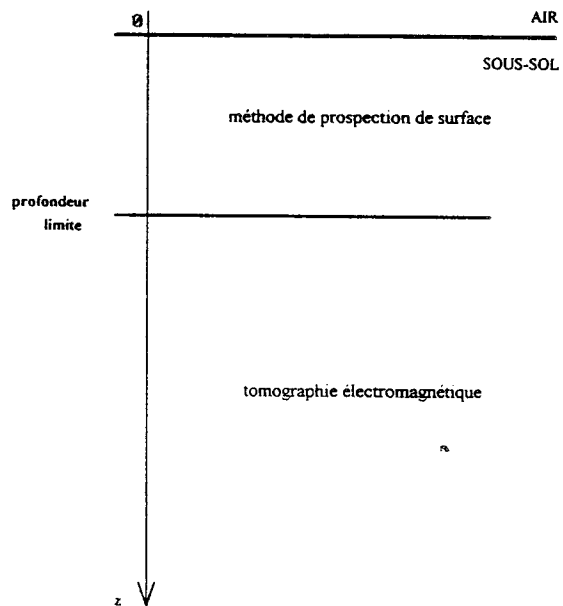 0
AIR
SOUS-SOL
méthode de prospection de surface
profondeur
limite
tomographie électromagnétique
z